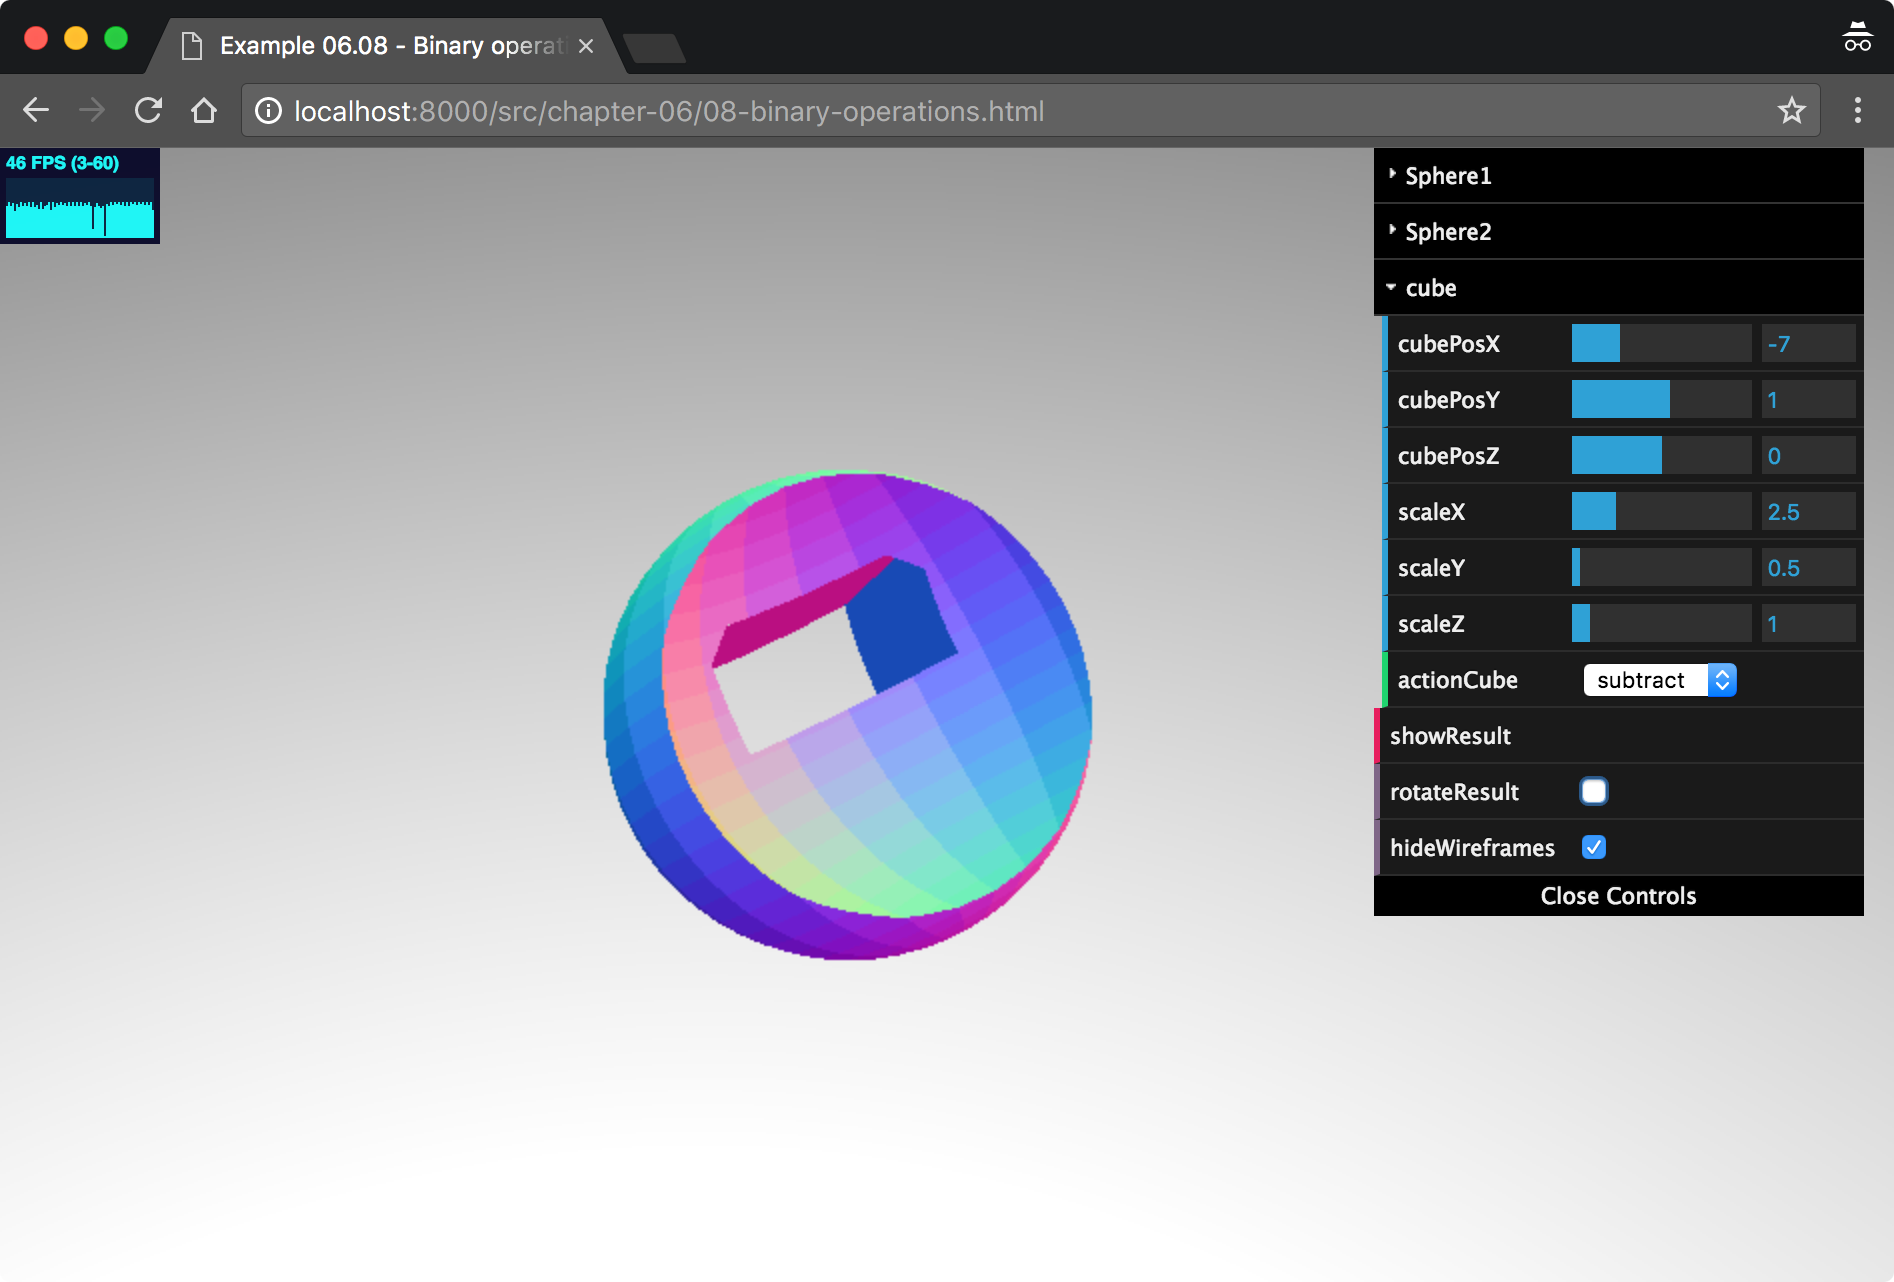 Example 06.08 - Binary operati
localhost:8000/src/chapter-06/08-binary-operations.html
46 FPS (3-60)
Sphere1
Sphere2
cube
cubePosX -7
cubePosY 1
cubePosZ 0
scaleX 2.5
scaleY 0.5
scaleZ 1
actionCube subtract
showResult
rotateResult
hideWireframes
Close Controls